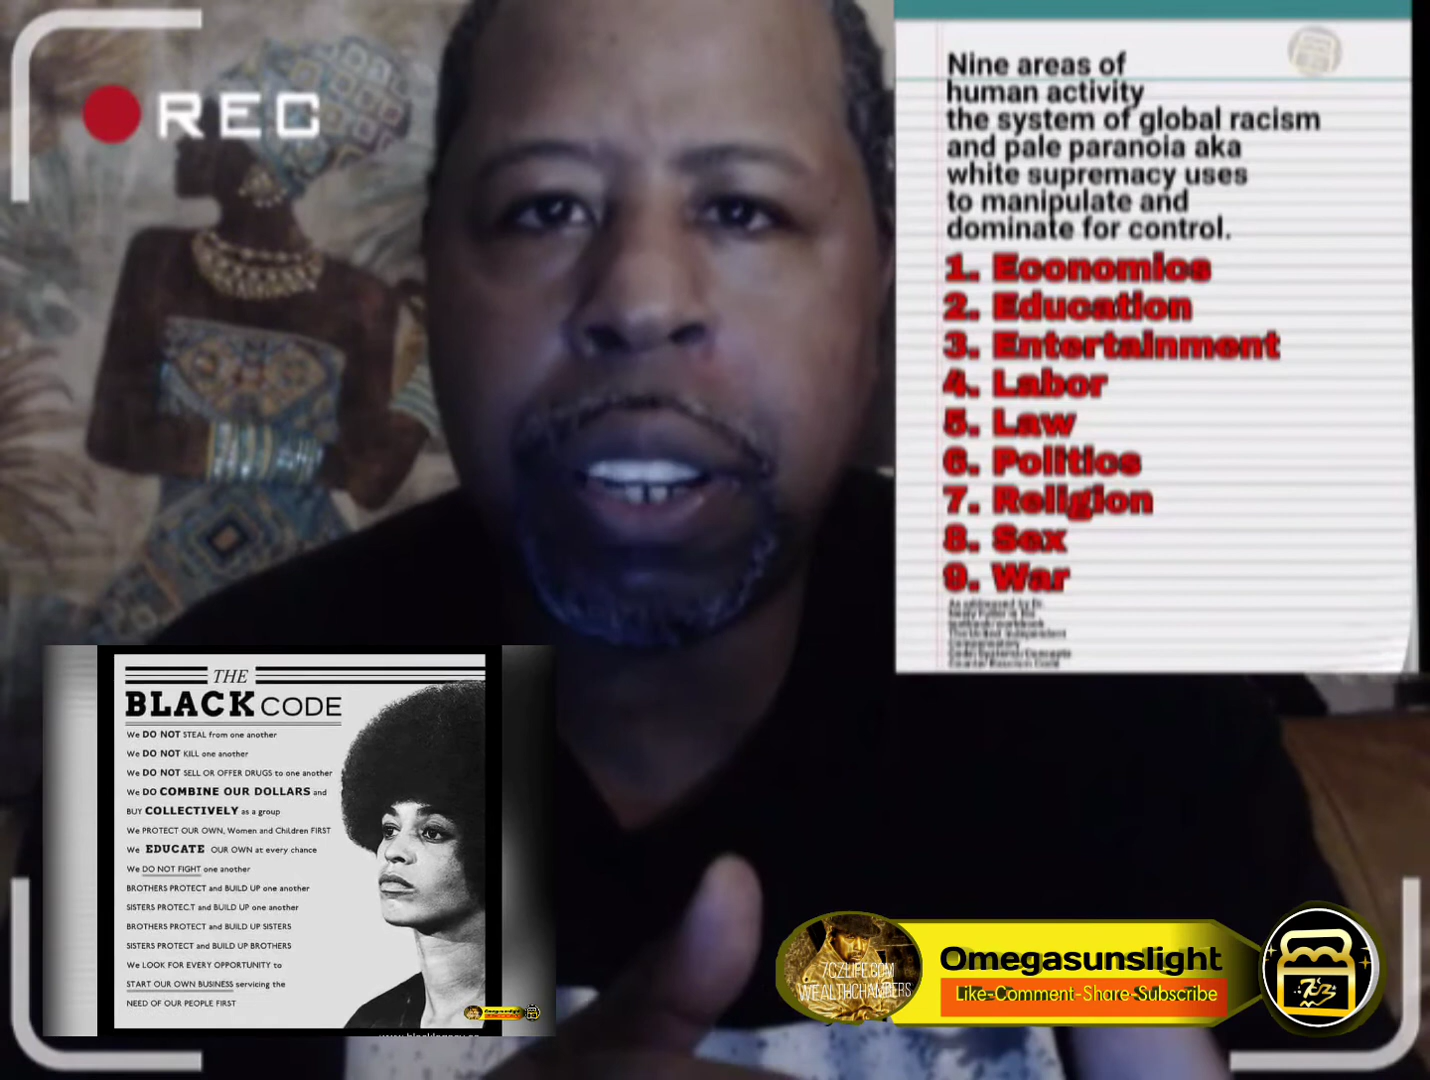 REC
Nine areas of
human activity
the system of global racism
and pale paranoia aka
white supremacy uses
to manipulate and
dominate for control.
1. Economics
2. Education
3. Entertainment
4. Labor
5. Law
6. Politics
7. Religion
8. Sex
9. War
THE
BLACK CODE
We DO NOT STEAL from one another
We DO NOT KILL one another
We DO NOT SELL OR OFFER DRUGS to one another
We DO COMBINE OUR DOLLARS and
BUY COLLECTIVELY as a group
We PROTECT OUR OWN, Women and Children FIRST
We EDUCATE OUR OWN at every chance
We DO NOT FIGHT one another
BROTHERS PROTECT and BUILD UP one another
SISTERS PROTECT and BUILD UP one another
BROTHERS PROTECT and BUILD UP SISTERS
SISTERS PROTECT and BUILD UP BROTHERS
We LOOK FOR EVERY OPPORTUNITY to
START OUR OWN BUSINESS servicing the
NEED OF OUR PEOPLE FIRST
WEALTHCHAMBERS
Omegasunslight
Like-Comment-Share-Subscribe